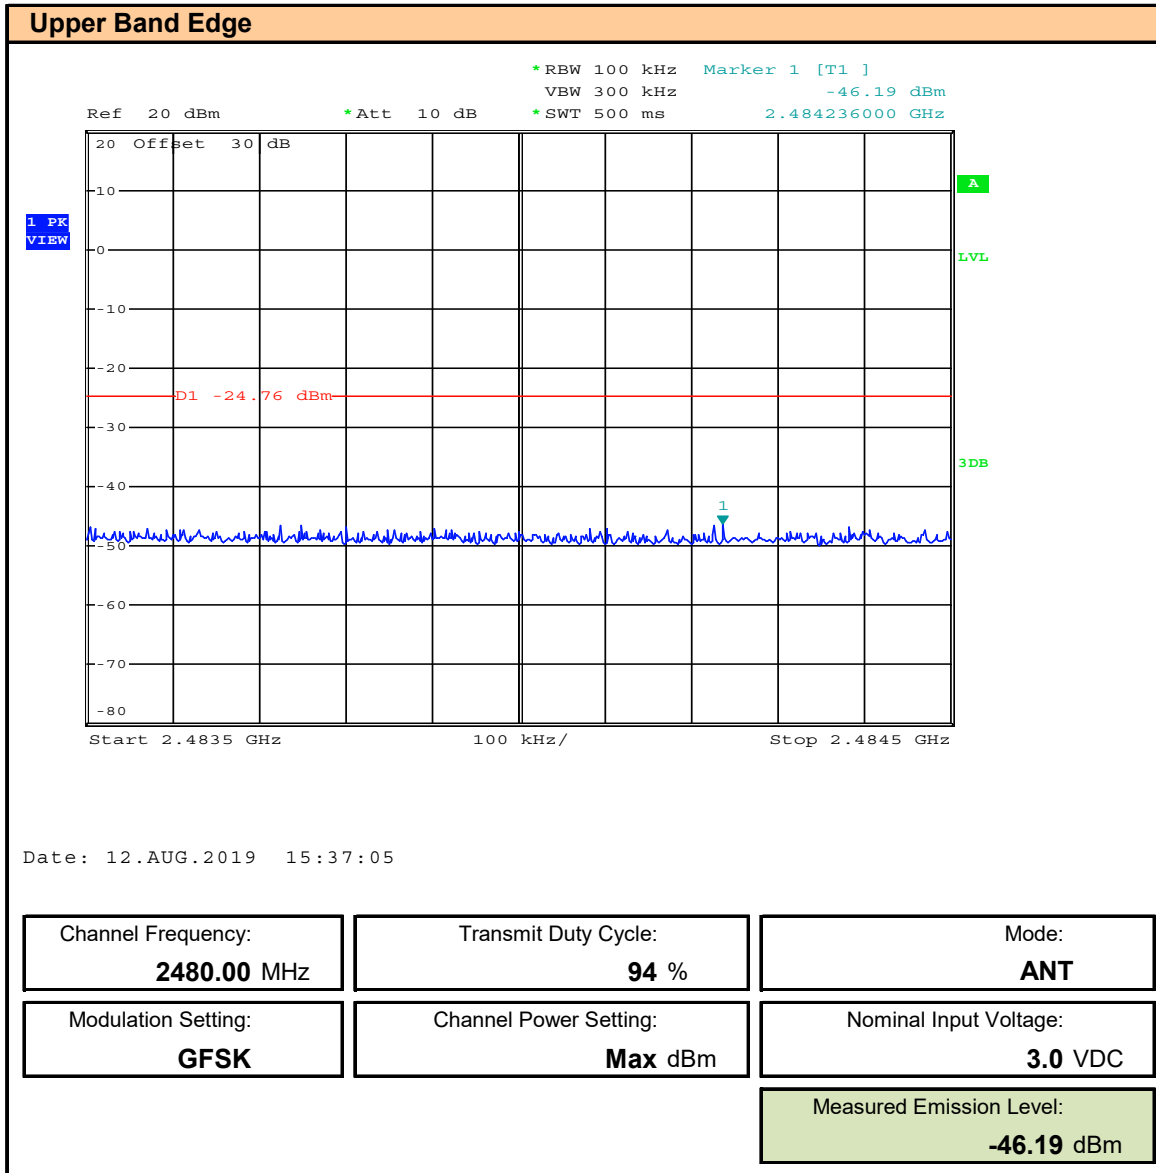 Upper Band Edge
*RBW 100 kHz Marker 1 [T1 ]
VBW 300 kHz -46.19 dBm
Ref 20 dBm *Att 10 dB *SWT 500 ms 2.484236000 GHz
20 Offset 30 dB
A
10
1 PK
VIEW
0
LVL
-10
-20
D1 -24.76 dBm
-30
3DB
-40
1
-50
-60
-70
-80
Start 2.4835 GHz 100 kHz/ Stop 2.4845 GHz
Date: 12.AUG.2019 15:37:05
Channel Frequency: Transmit Duty Cycle: Mode:
2480.00 MHz 94 % ANT
Modulation Setting: Channel Power Setting: Nominal Input Voltage:
GFSK Max dBm 3.0 VDC
Measured Emission Level:
-46.19 dBm